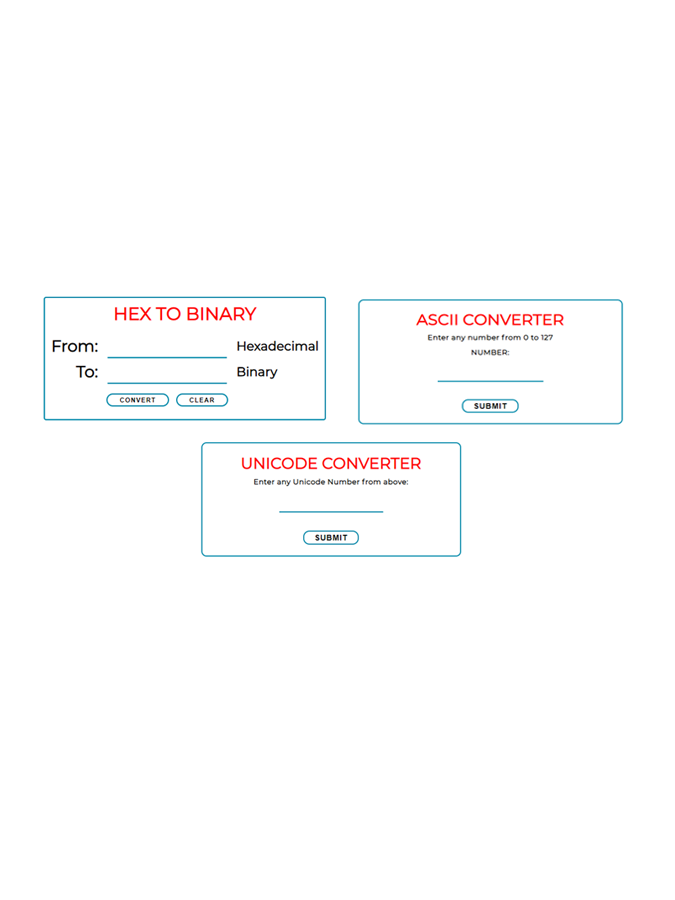 HEX TO BINARY
From: Hexadecimal
To: Binary
CONVERT CLEAR
ASCII CONVERTER
Enter any number from 0 to 127
NUMBER:
SUBMIT
UNICODE CONVERTER
Enter any Unicode Number from above:
SUBMIT